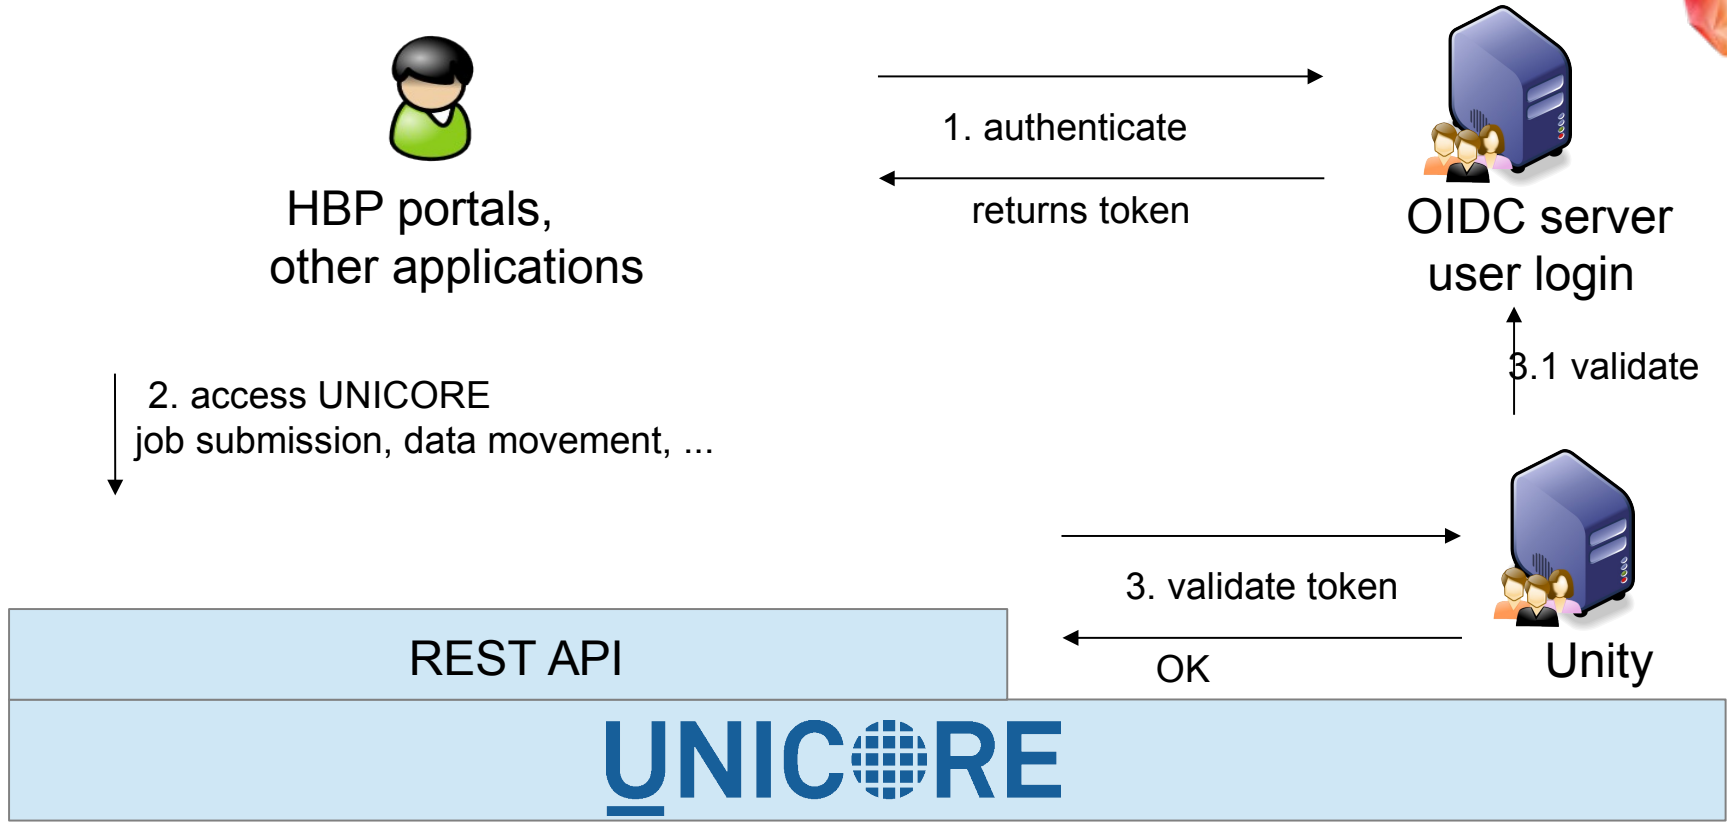 1. authenticate
returns token
HBP portals,
other applications
OIDC server
user login
3.1 validate
2. access UNICORE
job submission, data movement, ...
3. validate token
OK
Unity
REST API
UNICORE